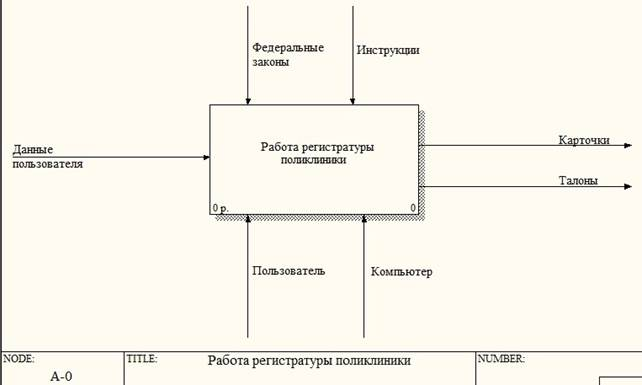 Федеральные
законы
Инструкции
Данные
пользователя
Работа регистратуры
поликлиники
0 р.
0
Карточки
Талоны
Пользователь
Компьютер
NODE:
A-0
TITLE:
Работа регистратуры поликлиники
NUMBER: